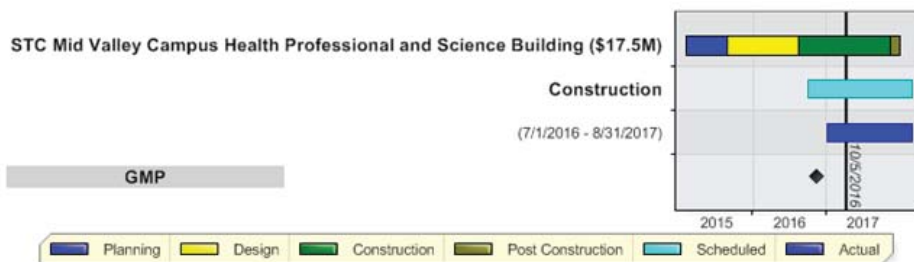 STC Mid Valley Campus Health Professional and Science Building ($17.5M)
Construction
(7/1/2016 - 8/31/2017)
GMP
10/5/2016
2015 2016 2017
Planning Design Construction Post Construction Scheduled Actual